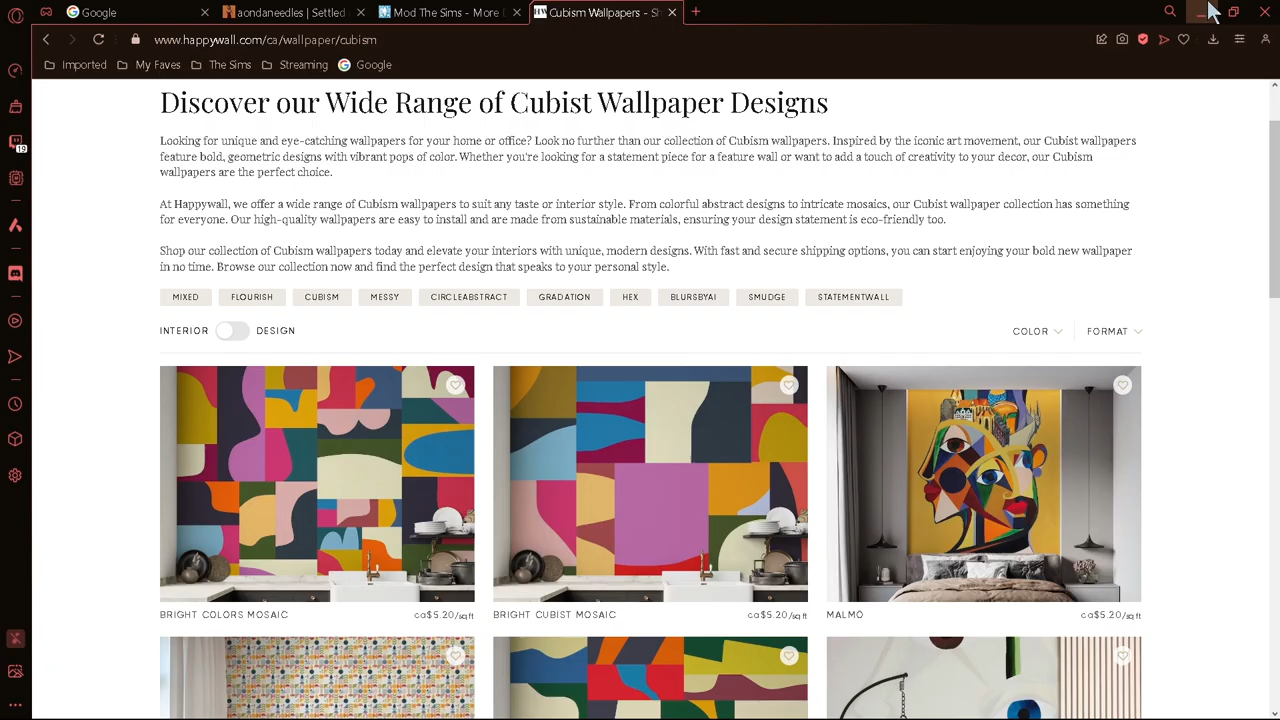 Google
aondaneedles | Settled
Mod The Sims - More
Cubism Wallpapers - Sh
www.happywall.com/ca/wallpaper/cubism
Imported
My Faves
The Sims
Streaming
Google
19
Discover our Wide Range of Cubist Wallpaper Designs
Looking for unique and eye-catching wallpapers for your home or office? Look no further than our collection of Cubism wallpapers. Inspired by the iconic art movement, our Cubist wallpapers
feature bold, geometric designs with vibrant pops of color. Whether you're looking for a statement piece for a feature wall or want to add a touch of creativity to your decor, our Cubism
wallpapers are the perfect choice.
At Happywall, we offer a wide range of Cubism wallpapers to suit any taste or interior style. From colorful abstract designs to intricate mosaics, our Cubist wallpaper collection has something
for everyone. Our high-quality wallpapers are easy to install and are made from sustainable materials, ensuring your design statement is eco-friendly too.
Shop our collection of Cubism wallpapers today and elevate your interiors with unique, modern designs. With fast and secure shipping options, you can start enjoying your bold new wallpaper
in no time. Browse our collection now and find the perfect design that speaks to your personal style.
MIXED FLOURISH CUBISM MESSY CIRCLEABSTRACT GRADATION HEX BLURSBYAI SMUDGE STATEMENTWALL
INTERIOR DESIGN COLOR FORMAT
BRIGHT COLORS MOSAIC ca$5.20/sq ft
BRIGHT CUBIST MOSAIC ca$5.20/sq ft
MALMÖ ca$5.20/sq ft